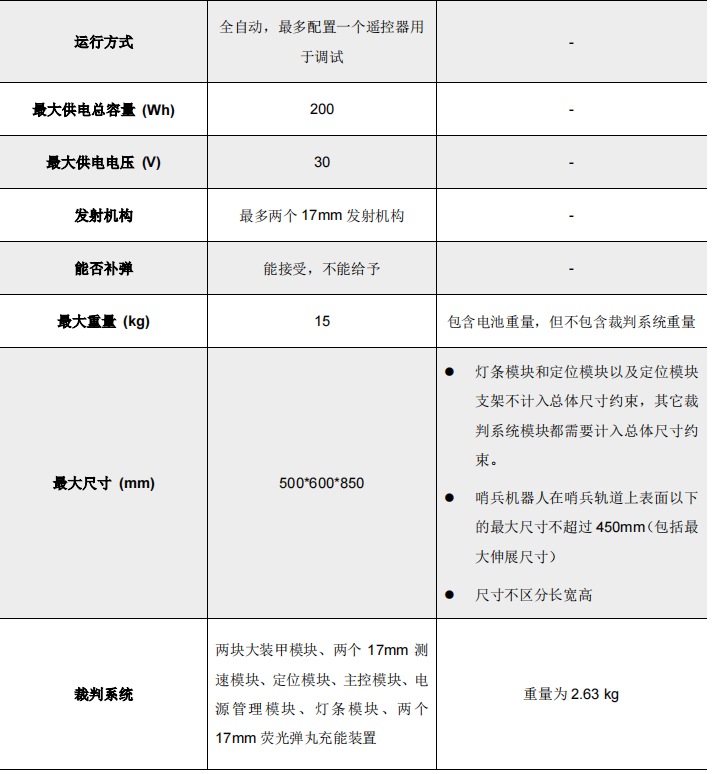 运行方式
全自动，最多配置一个遥控器用
于调试
-
最大供电总容量 (Wh)
200
-
最大供电电压 (V)
30
-
发射机构
最多两个 17mm 发射机构
-
能否补弹
能接受，不能给予
-
最大重量 (kg)
15
包含电池重量，但不包含裁判系统重量
最大尺寸 (mm)
500*600*850
● 灯条模块和定位模块以及定位模块
支架不计入总体尺寸约束，其它裁
判系统模块都需要计入总体尺寸约
束。
● 哨兵机器人在哨兵轨道上表面以下
的最大尺寸不超过 450mm（包括最
大伸展尺寸）
● 尺寸不区分长宽高
裁判系统
两块大装甲模块、两个 17mm 测
速模块、定位模块、主控模块、电
源管理模块、灯条模块、两个
17mm 荧光弹丸充能装置
重量为 2.63 kg